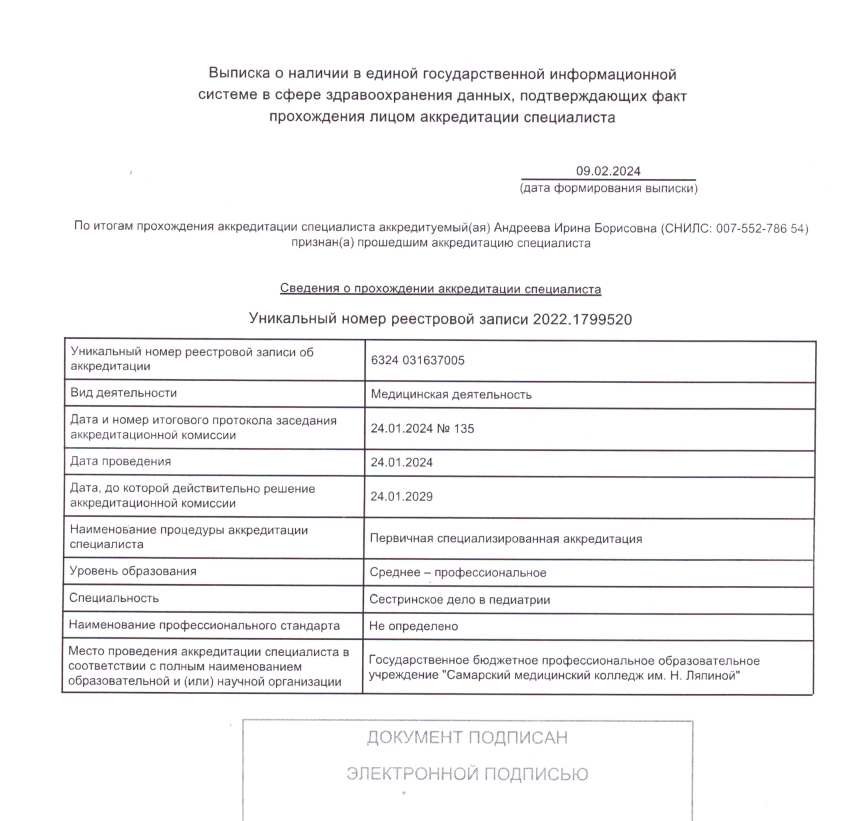 Выписка о наличии в единой государственной информационной
системе в сфере здравоохранения данных, подтверждающих факт
прохождения лицом аккредитации специалиста
09.02.2024
(дата формирования выписки)
По итогам прохождения аккредитации специалиста аккредитуемый(ая) Андреева Ирина Борисовна (СНИЛС: 007-552-786 54)
признан(а) прошедшим аккредитацию специалиста
Сведения о прохождении аккредитации специалиста
Уникальный номер реестровой записи 2022.1799520
Уникальный номер реестровой записи об
аккредитации
6324 031637005
Вид деятельности
Медицинская деятельность
Дата и номер итогового протокола заседания
аккредитационной комиссии
24.01.2024 № 135
Дата проведения
24.01.2024
Дата, до которой действительно решение
аккредитационной комиссии
24.01.2029
Наименование процедуры аккредитации
специалиста
Первичная специализированная аккредитация
Уровень образования
Среднее – профессиональное
Специальность
Сестринское дело в педиатрии
Наименование профессионального стандарта
Не определено
Место проведения аккредитации специалиста в
соответствии с полным наименованием
образовательной и (или) научной организации
Государственное бюджетное профессиональное образовательное
учреждение "Самарский медицинский колледж им. Н. Ляпиной"
ДОКУМЕНТ ПОДПИСАН
ЭЛЕКТРОННОЙ ПОДПИСЬЮ